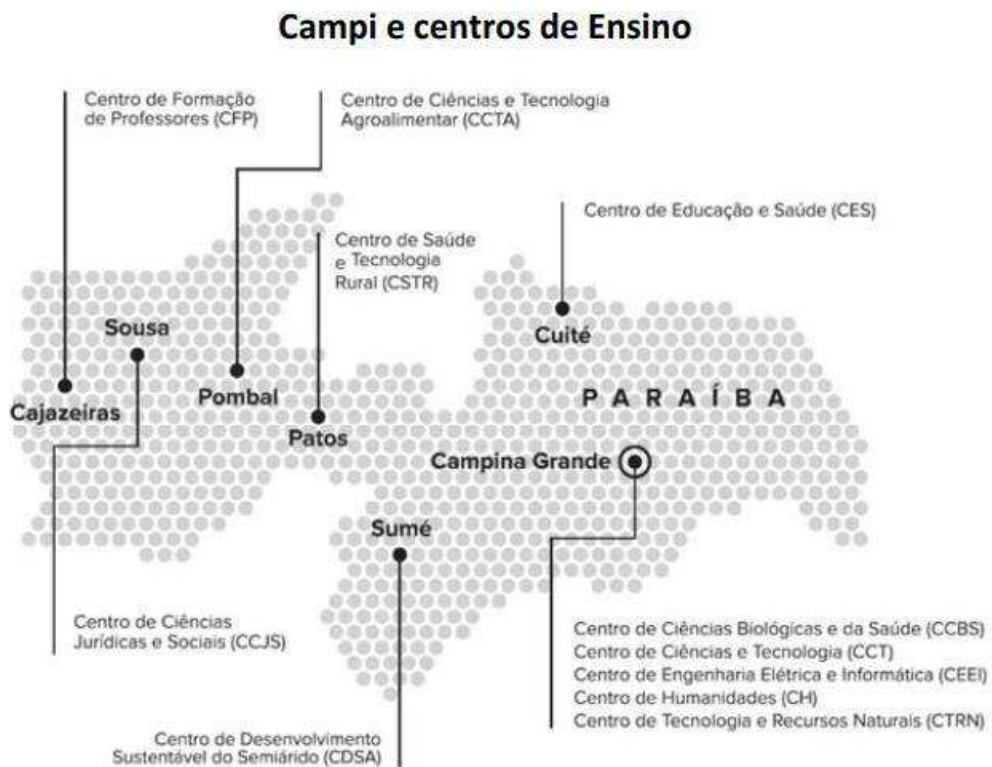 Campi e centros de Ensino
Centro de Formação
de Professores (CFP)
Centro de Ciências e Tecnologia
Agroalimentar (CCTA)
Centro de Educação e Saúde (CES)
Centro de Saúde
e Tecnologia
Rural (CSTR)
Sousa
Cuité
Cajazeiras
Pombal
PARAÍBA
Patos
Campina Grande
Sumé
Centro de Ciências
Jurídicas e Sociais (CCJS)
Centro de Ciências Biológicas e da Saúde (CCBS)
Centro de Ciências e Tecnologia (CCT)
Centro de Engenharia Elétrica e Informática (CEEI)
Centro de Humanidades (CH)
Centro de Tecnologia e Recursos Naturais (CTRN)
Centro de Desenvolvimento
Sustentável do Semiárido (CDSA)